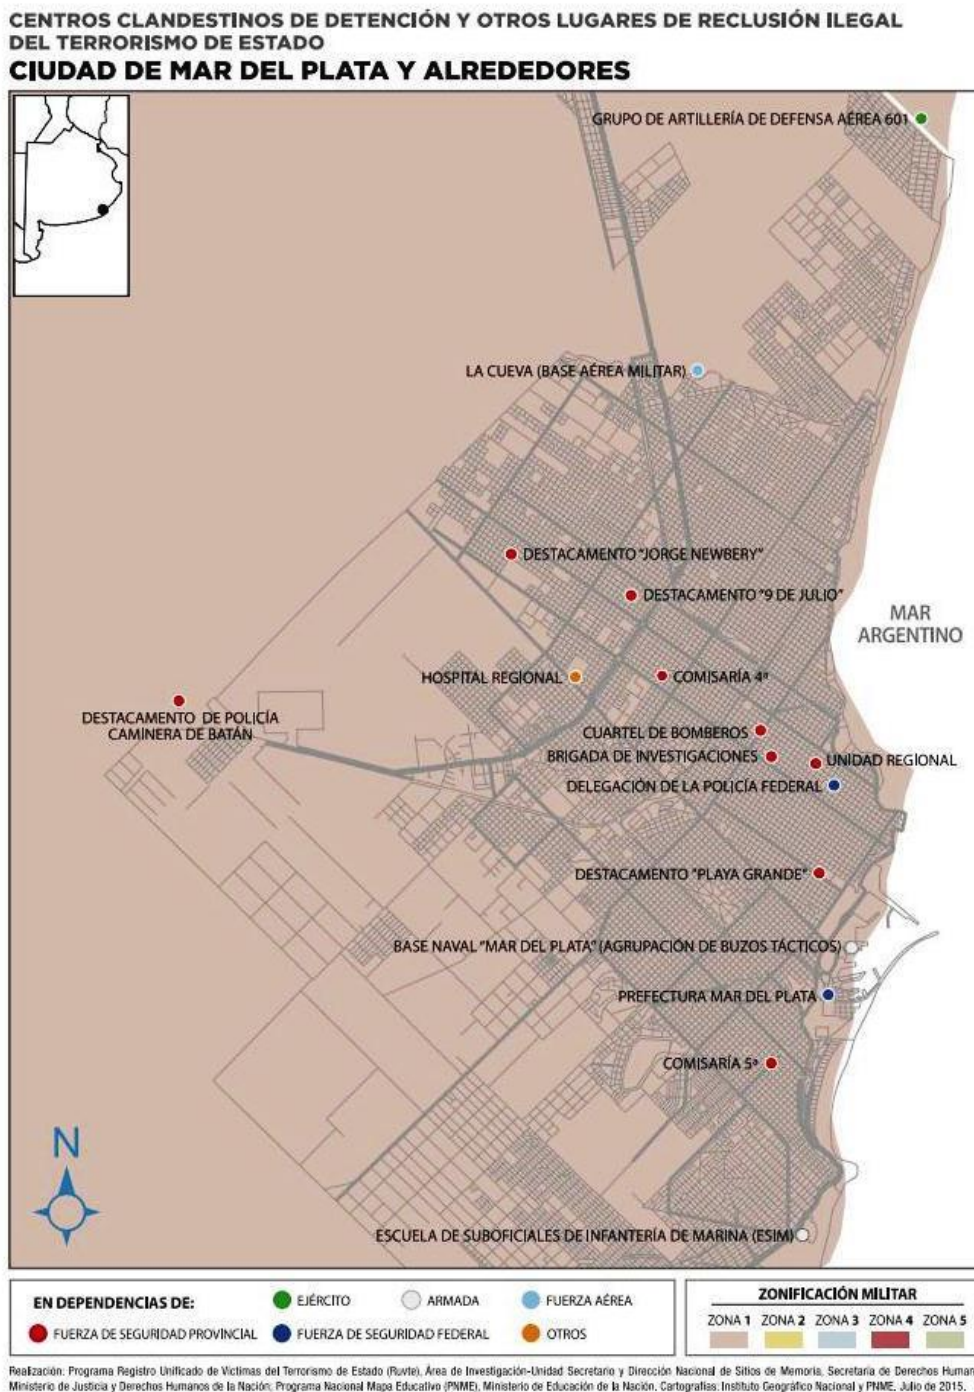 CENTROS CLANDESTINOS DE DETENCIÓN Y OTROS LUGARES DE RECLUSIÓN ILEGAL
DEL TERRORISMO DE ESTADO
CIUDAD DE MAR DEL PLATA Y ALREDEDORES
GRUPO DE ARTILLERÍA DE DEFENSA AÉREA 601
LA CUEVA (BASE AÉREA MILITAR)
DESTACAMENTO "JORGE NEWBERY"
DESTACAMENTO "9 DE JULIO"
MAR
ARGENTINO
HOSPITAL REGIONAL
COMISARÍA 4ª
DESTACAMENTO DE POLICÍA
CAMINERA DE BATÁN
CUARTEL DE BOMBEROS
BRIGADA DE INVESTIGACIONES
UNIDAD REGIONAL
DELEGACIÓN DE LA POLICÍA FEDERAL
DESTACAMENTO "PLAYA GRANDE"
BASE NAVAL "MAR DEL PLATA" (AGRUPACIÓN DE BUZOS TÁCTICOS)
PREFECTURA MAR DEL PLATA
COMISARÍA 5ª
N
ESCUELA DE SUBOFICIALES DE INFANTERÍA DE MARINA (ESIM)
EN DEPENDENCIAS DE:
EJÉRCITO
ARMADA
FUERZA AÉREA
FUERZA DE SEGURIDAD PROVINCIAL
FUERZA DE SEGURIDAD FEDERAL
OTROS
ZONIFICACIÓN MILITAR
ZONA 1 ZONA 2 ZONA 3 ZONA 4 ZONA 5
Realización: Programa Registro Unificado de Víctimas del Terrorismo de Estado (Ruvte), Área de Investigación-Unidad Secretario y Dirección Nacional de Sitios de Memoria, Secretaría de Derechos Human
Ministerio de Justicia y Derechos Humanos de la Nación; Programa Nacional Mapa Educativo (PNME), Ministerio de Educación de la Nación. Cartografías: Instituto Geográfico Nacional y PNME, Julio de 2015.